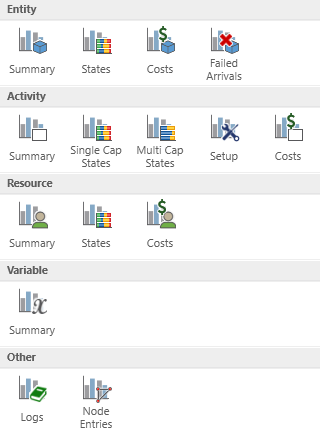 Entity
Summary States Costs Failed Arrivals
Activity
Summary Single Cap States Multi Cap States Setup Costs
Resource
Summary States Costs
Variable
x
Summary
Other
Logs Node Entries